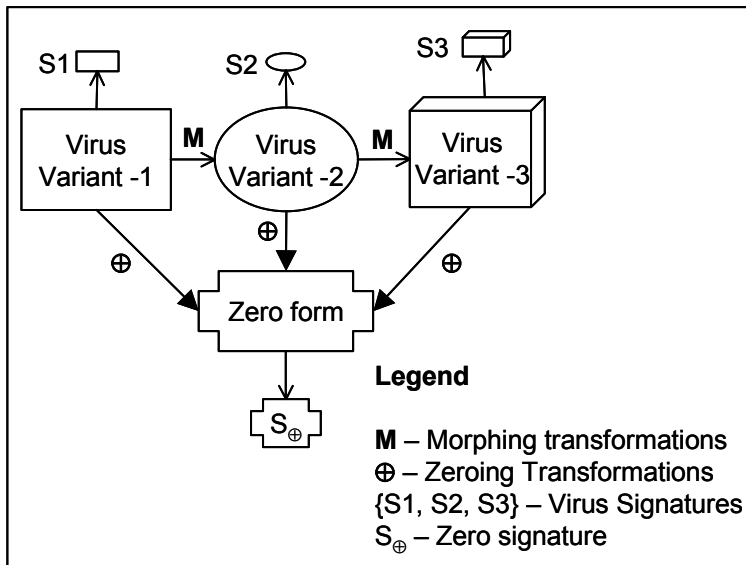 S1
S2
S3
Virus
Variant -1
M
Virus
Variant -2
M
Virus
Variant -3
⊕
⊕
⊕
Zero form
S⊕
Legend
M – Morphing transformations
⊕ – Zeroing Transformations
{S1, S2, S3} – Virus Signatures
S⊕ – Zero signature